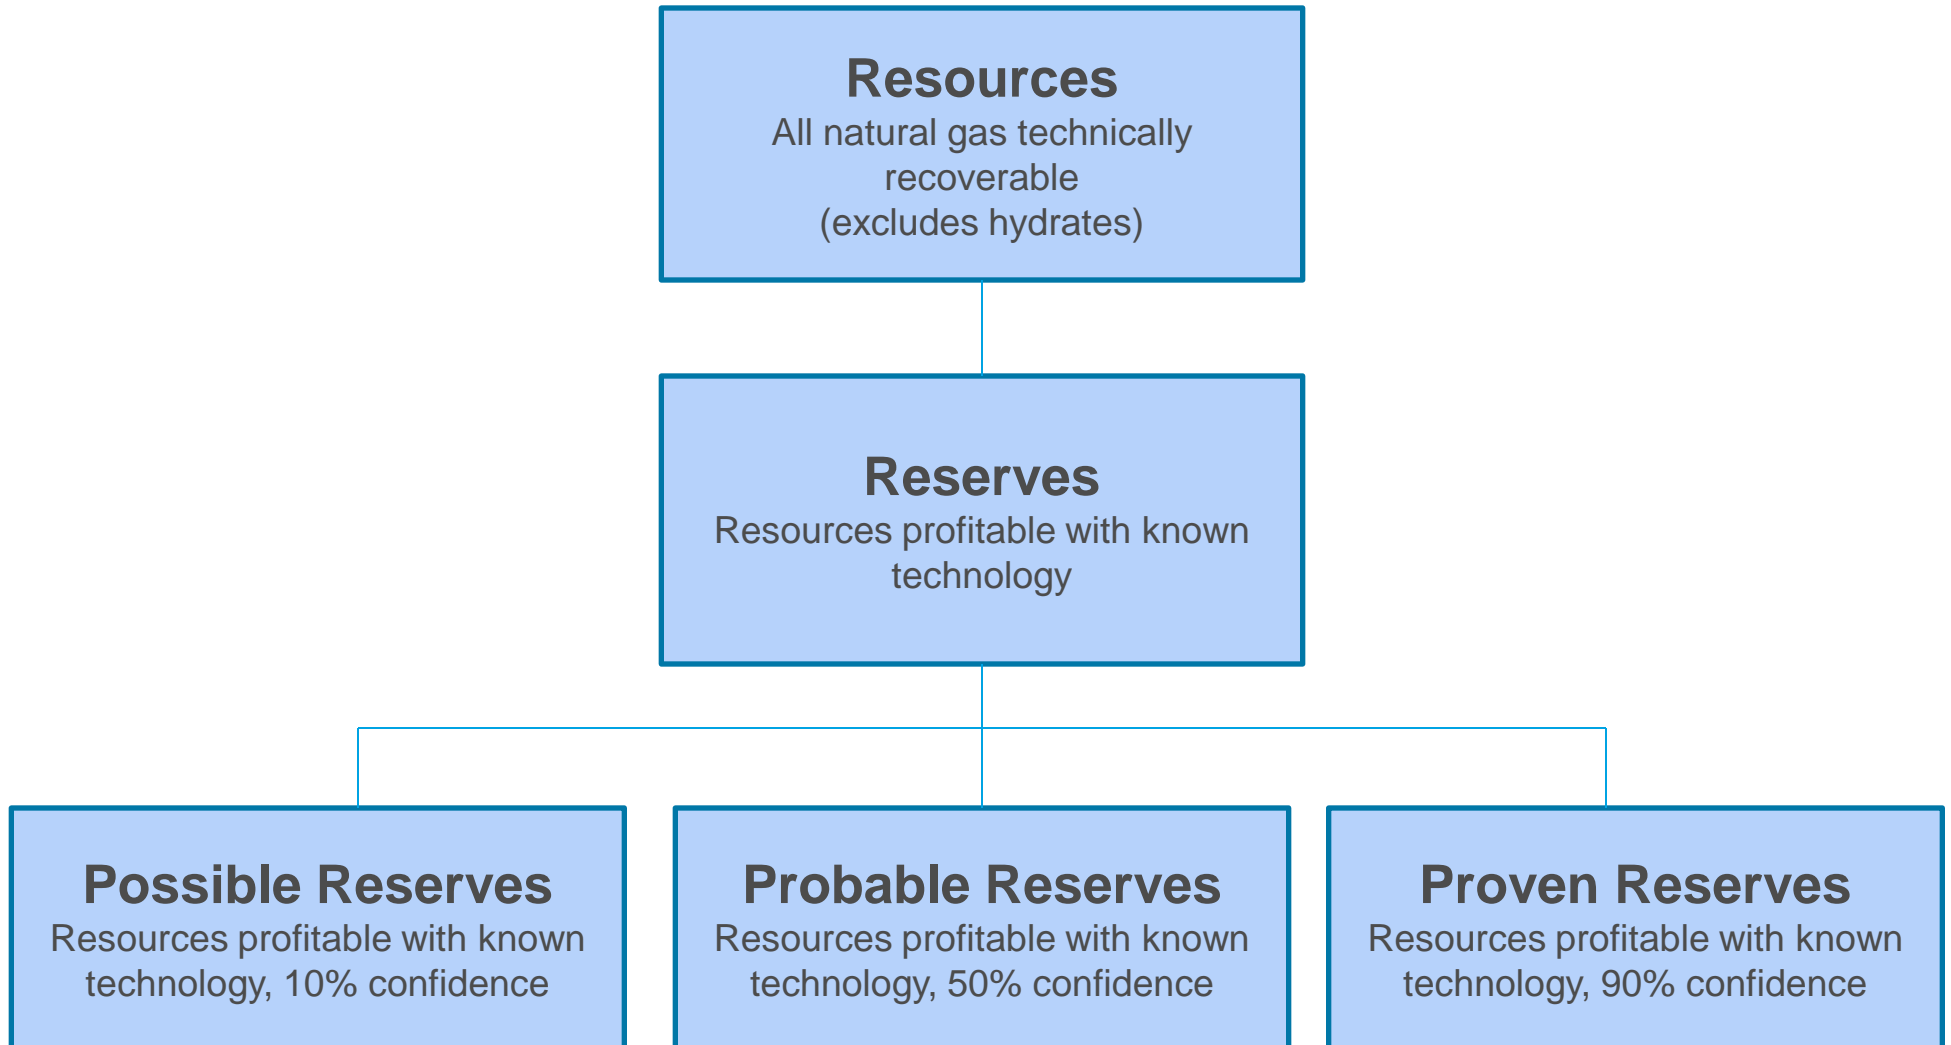 Resources
All natural gas technically
recoverable
(excludes hydrates)
Reserves
Resources profitable with known
technology
Possible Reserves
Resources profitable with known
technology, 10% confidence
Probable Reserves
Resources profitable with known
technology, 50% confidence
Proven Reserves
Resources profitable with known
technology, 90% confidence